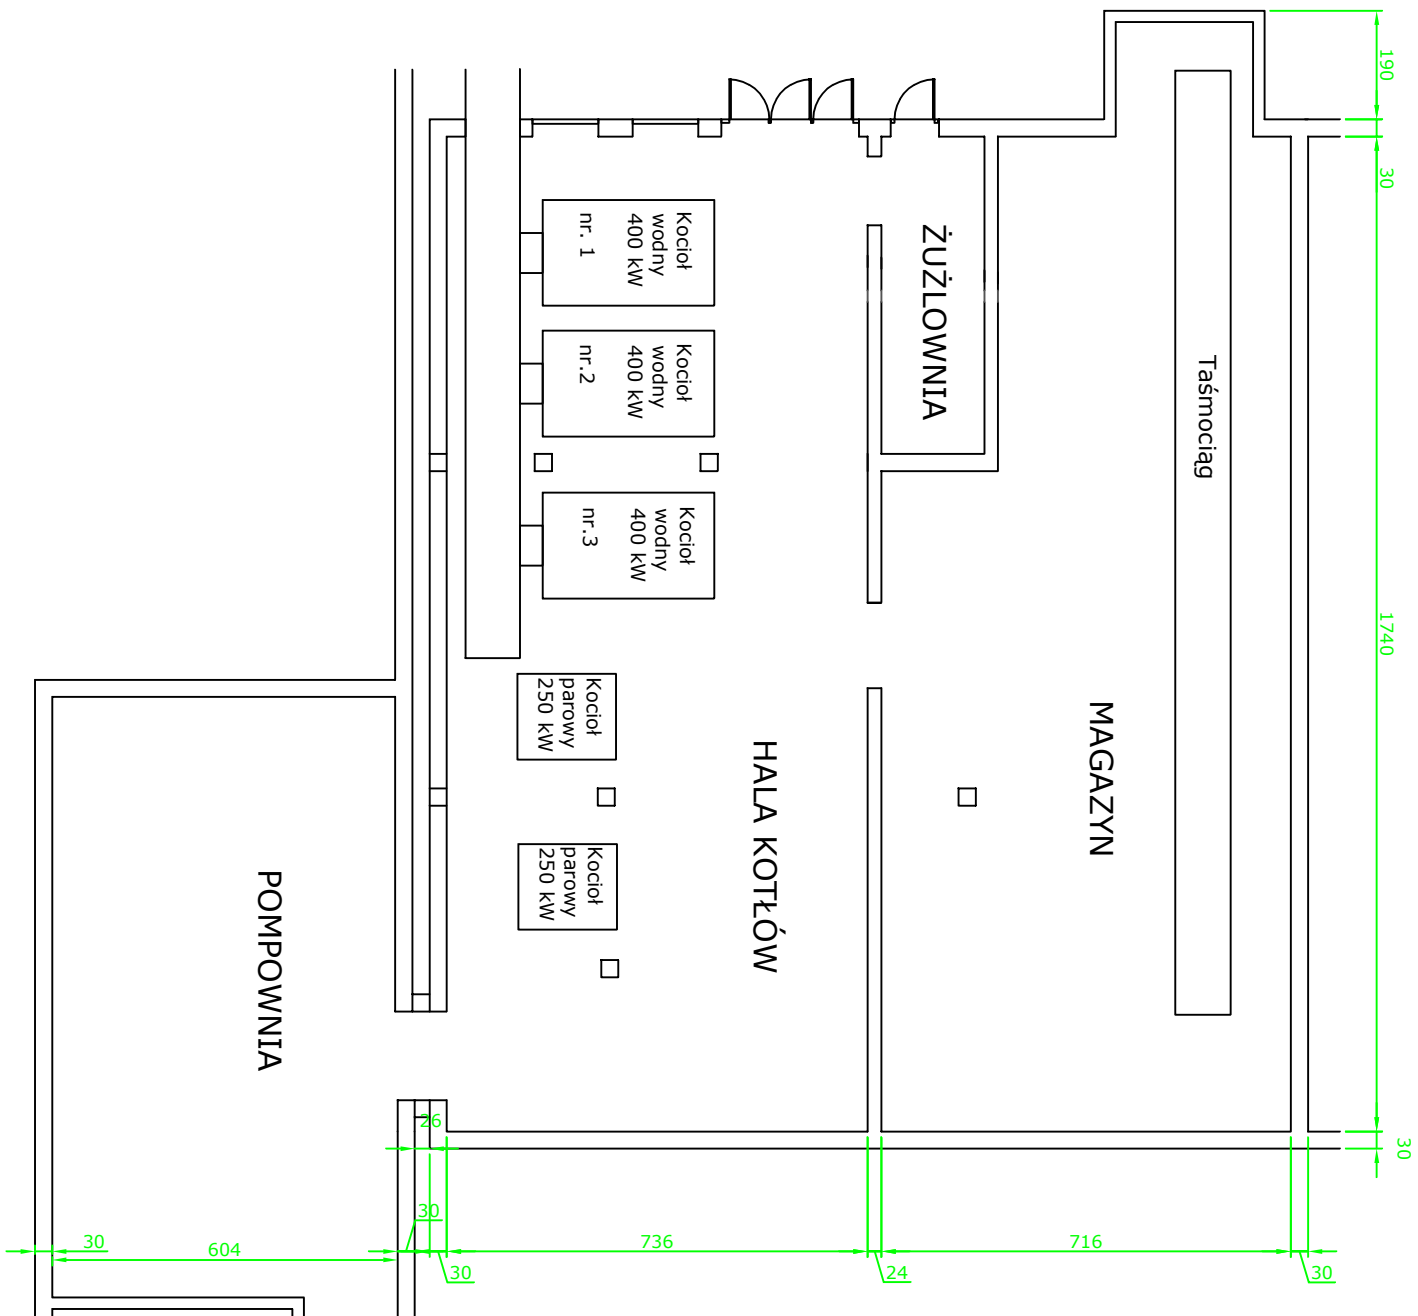 190
30
1740
30
Kocioł
wodny
400 kW
nr. 1
Kocioł
wodny
400 kW
nr.2
Kocioł
wodny
400 kW
nr.3
ŻUŻLOWNIA
Taśmociąg
MAGAZYN
HALA KOTŁÓW
Kocioł
parowy
250 kW
Kocioł
parowy
250 kW
POMPOWNIA
26
30
604
30
30
736
24
716
30